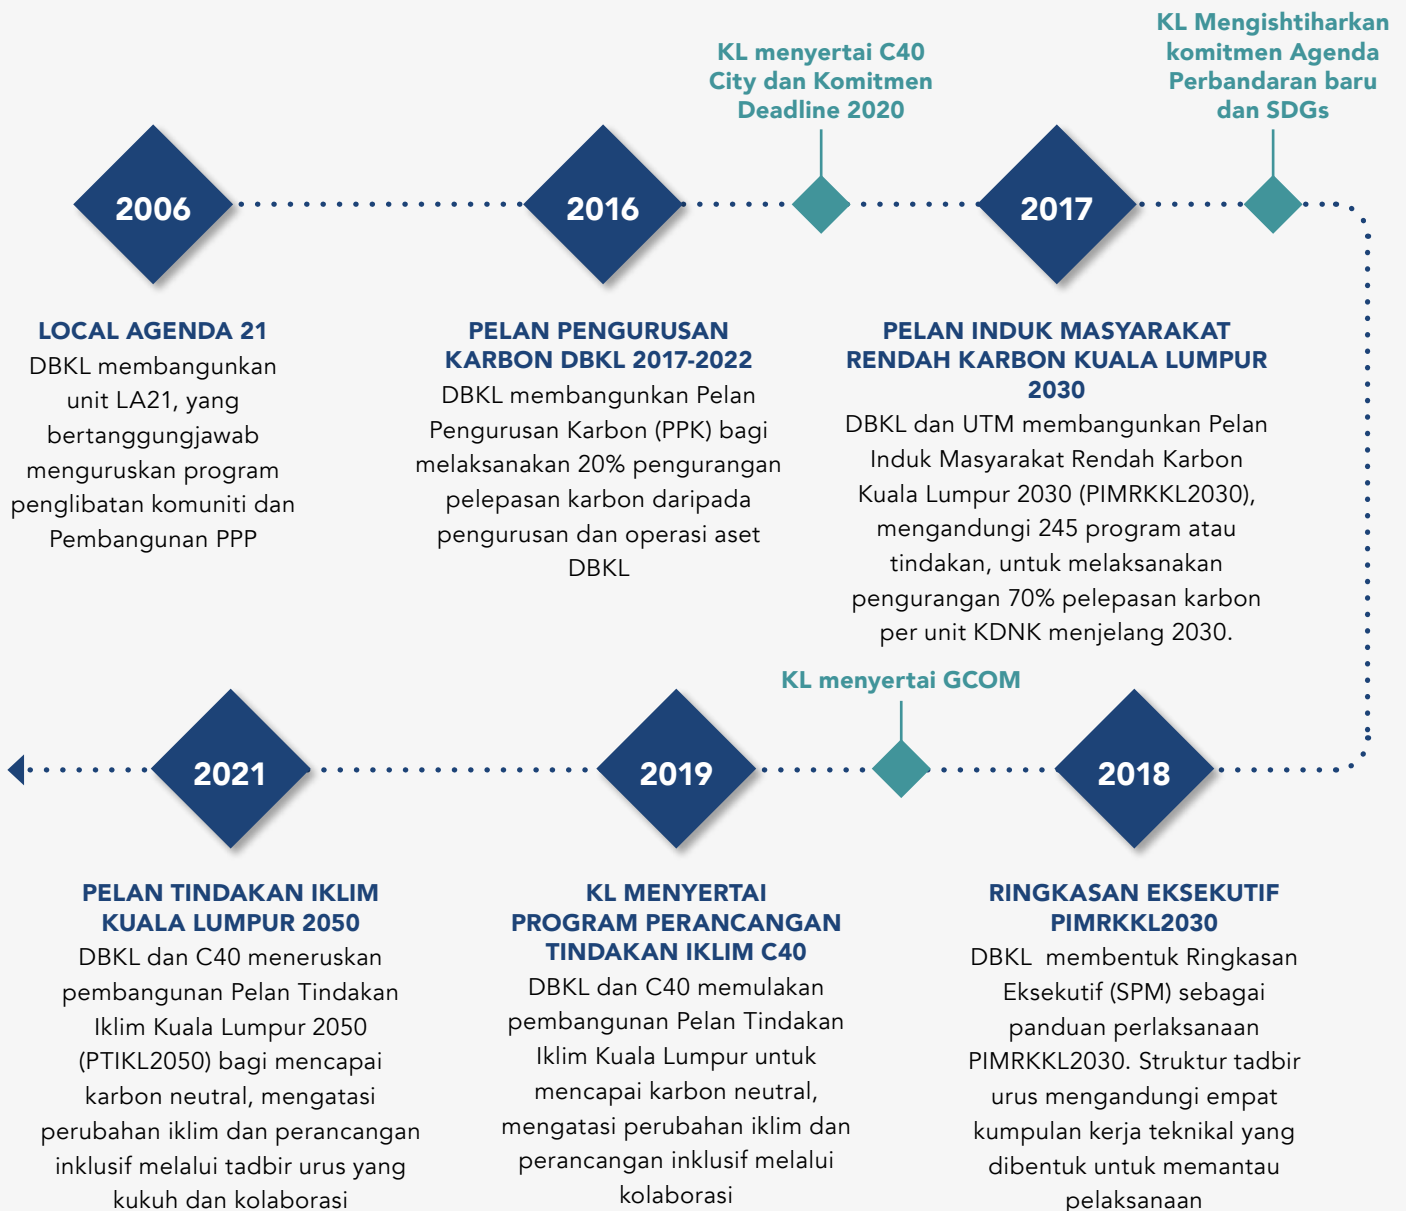 2006
LOCAL AGENDA 21
DBKL membangunkan
unit LA21, yang
bertanggungjawab
menguruskan program
penglibatan komuniti dan
Pembangunan PPP
2016
PELAN PENGURUSAN
KARBON DBKL 2017-2022
DBKL membangunkan Pelan
Pengurusan Karbon (PPK) bagi
melaksanakan 20% pengurangan
pelepasan karbon daripada
pengurusan dan operasi aset
DBKL
KL menyertai C40
City dan Komitmen
Deadline 2020
2017
PELAN INDUK MASYARAKAT
RENDAH KARBON KUALA LUMPUR
2030
DBKL dan UTM membangunkan Pelan
Induk Masyarakat Rendah Karbon
Kuala Lumpur 2030 (PIMRKKL2030),
mengandungi 245 program atau
tindakan, untuk melaksanakan
pengurangan 70% pelepasan karbon
per unit KDNK menjelang 2030.
KL Mengishtiharkan
komitmen Agenda
Perbandaran baru
dan SDGs
2018
RINGKASAN EKSEKUTIF
PIMRKKL2030
DBKL membentuk Ringkasan
Eksekutif (SPM) sebagai
panduan perlaksanaan
PIMRKKL2030. Struktur tadbir
urus mengandungi empat
kumpulan kerja teknikal yang
dibentuk untuk memantau
pelaksanaan
KL menyertai GCOM
2019
KL MENYERTAI
PROGRAM PERANCANGAN
TINDAKAN IKLIM C40
DBKL dan C40 memulakan
pembangunan Pelan Tindakan
Iklim Kuala Lumpur untuk
mencapai karbon neutral,
mengatasi perubahan iklim dan
perancangan inklusif melalui
kolaborasi
2021
PELAN TINDAKAN IKLIM
KUALA LUMPUR 2050
DBKL dan C40 meneruskan
pembangunan Pelan Tindakan
Iklim Kuala Lumpur 2050
(PTIKL2050) bagi mencapai
karbon neutral, mengatasi
perubahan iklim dan perancangan
inklusif melalui tadbir urus yang
kukuh dan kolaborasi